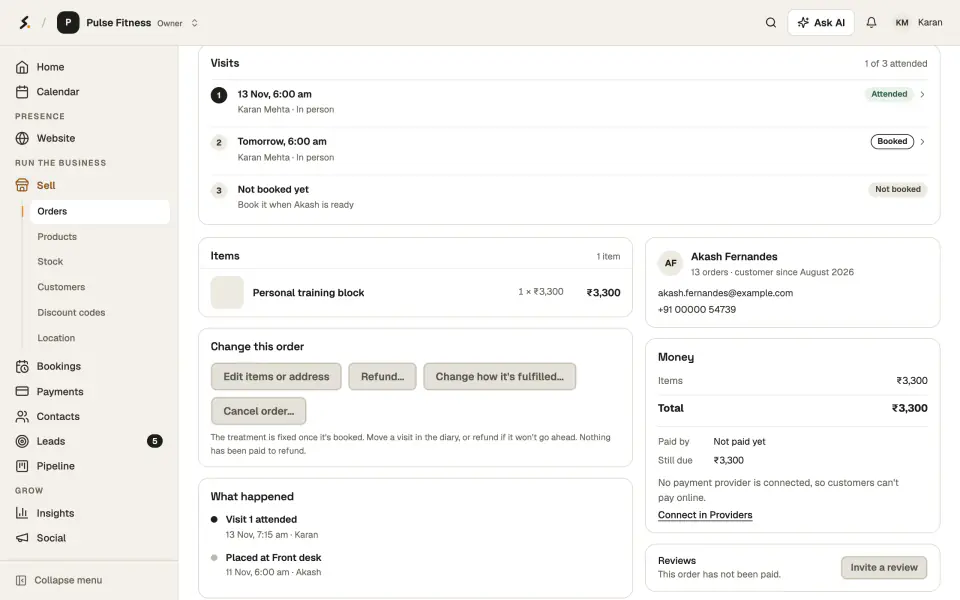 P Pulse Fitness Owner
Ask AI
KM Karan
Home
Calendar
PRESENCE
Website
RUN THE BUSINESS
Sell
Orders
Products
Stock
Customers
Discount codes
Location
Bookings
Payments
Contacts
Leads 5
Pipeline
GROW
Insights
Social
Collapse menu
Visits 1 of 3 attended
1 13 Nov, 6:00 am Attended
Karan Mehta · In person
2 Tomorrow, 6:00 am Booked
Karan Mehta · In person
3 Not booked yet Not booked
Book it when Akash is ready
Items 1 item
Personal training block 1 × ₹3,300 ₹3,300
Change this order
Edit items or address Refund... Change how it's fulfilled...
Cancel order...
The treatment is fixed once it's booked. Move a visit in the diary, or refund if it won't go ahead. Nothing
has been paid to refund.
What happened
Visit 1 attended
13 Nov, 7:15 am · Karan
Placed at Front desk
11 Nov, 6:00 am · Akash
AF Akash Fernandes
13 orders · customer since August 2026
akash.fernandes@example.com
+91 00000 54739
Money
Items ₹3,300
Total ₹3,300
Paid by Not paid yet
Still due ₹3,300
No payment provider is connected, so customers can't
pay online.
Connect in Providers
Reviews
This order has not been paid.
Invite a review